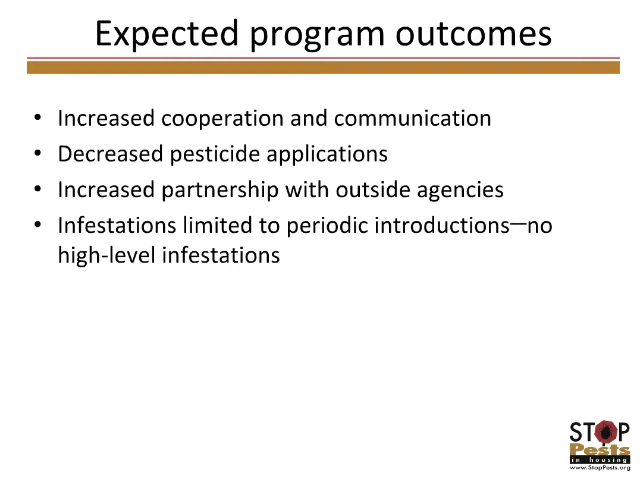 Expected program outcomes
• Increased cooperation and communication
• Decreased pesticide applications
• Increased partnership with outside agencies
• Infestations limited to periodic introductions—no
high-level infestations
STOP
Pests
in housing
www.StopPests.org